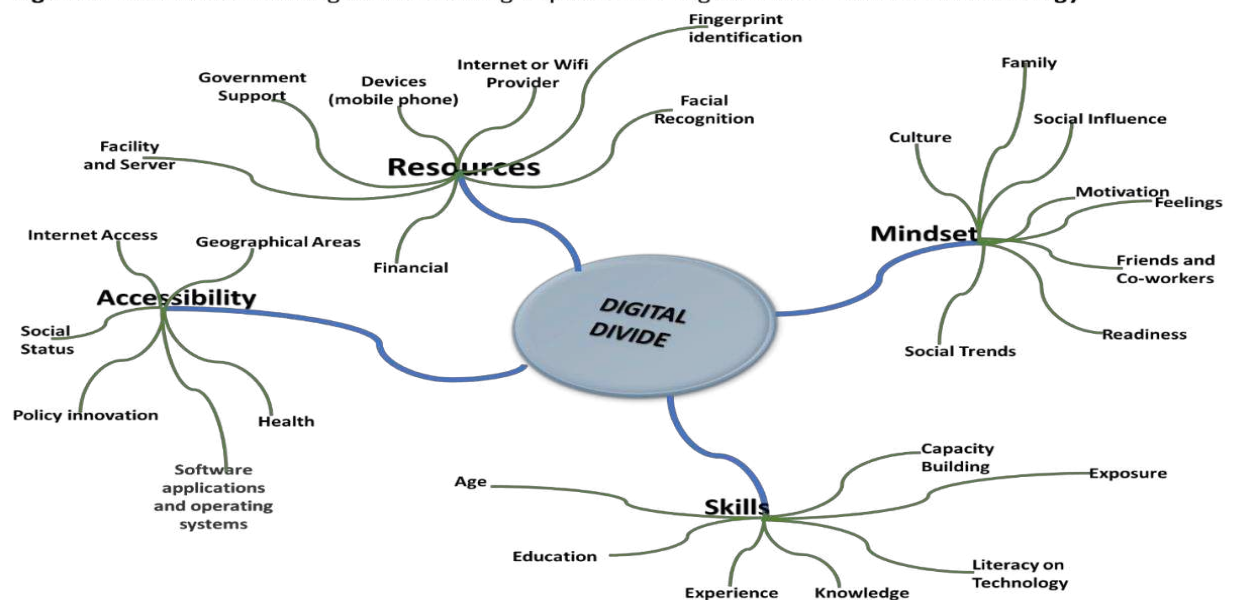 Fingerprint
identification
Internet or Wifi
Provider
Devices
(mobile phone)
Government
Support
Facial
Recognition
Facility
and Server
Resources
Financial
Family
Social Influence
Culture
Motivation
Feelings
Mindset
Friends and
Co-workers
Readiness
Social Trends
Internet Access
Geographical Areas
Accessibility
Social
Status
Policy innovation
Health
Software
applications
and operating
systems
DIGITAL
DIVIDE
Capacity
Building
Exposure
Age
Skills
Education
Experience
Knowledge
Literacy on
Technology